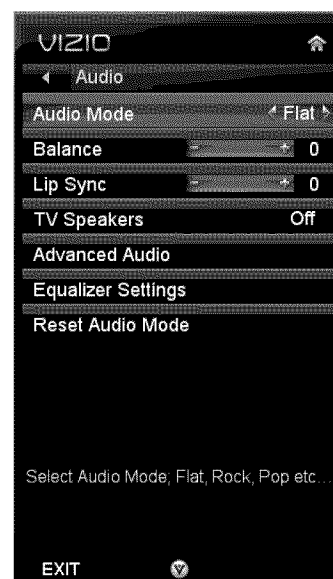 VIZIO
Audio
Audio Mode Flat
Balance - + 0
Lip Sync - + 0
TV Speakers Off
Advanced Audio
Equalizer Settings
Reset Audio Mode
Select Audio Mode; Flat, Rock, Pop etc...
EXIT V